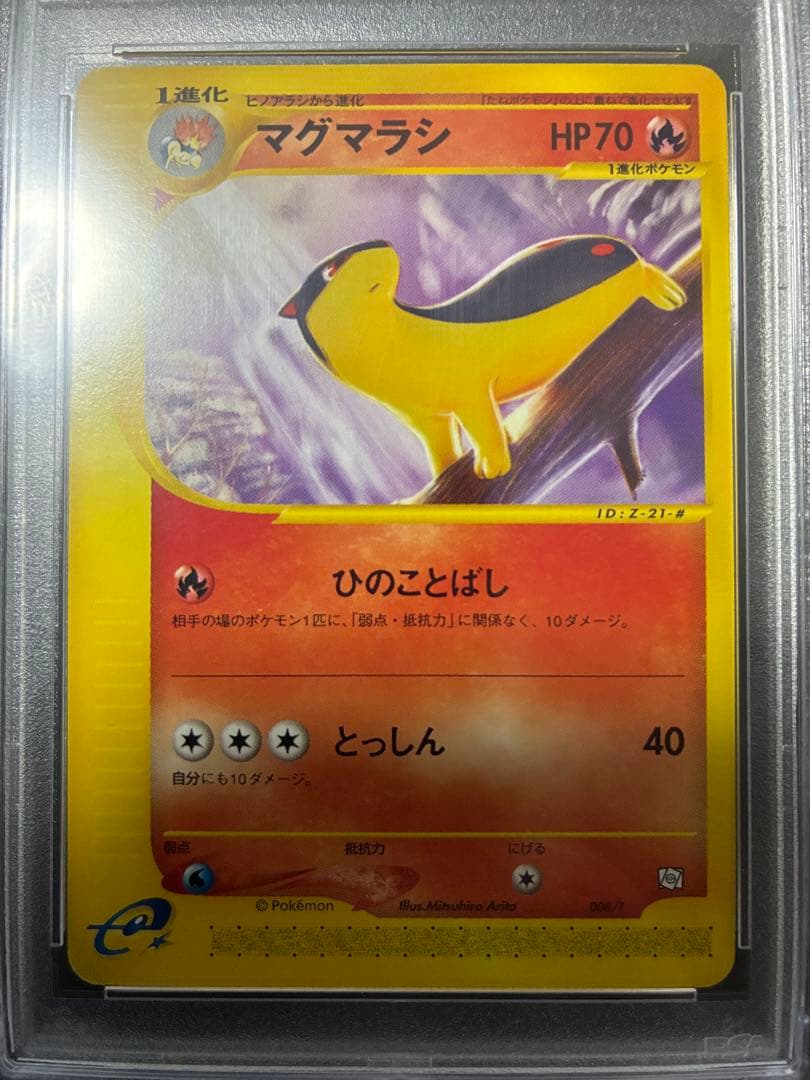 1進化 ヒノアラシから進化 「たねポケモン」の上に重ねて進化させます
マグマラシ HP70
1進化ポケモン
ID:Z-21-#
ひのことばし
相手の場のポケモン1匹に、「弱点・抵抗力」に関係なく、10ダメージ。
とっしん 40
自分にも10ダメージ。
弱点 抵抗力 にげる
© Pokémon Illus.Mitsuhiro Arita
e
PSA